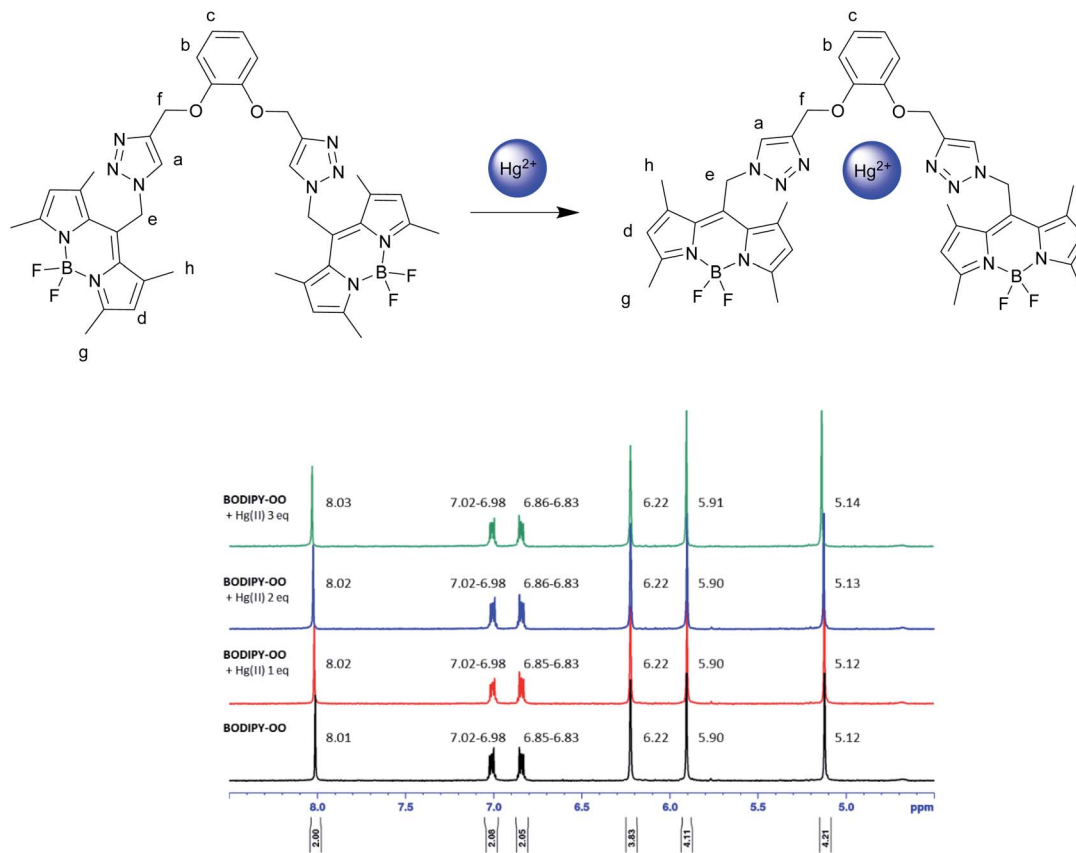 c
b
f
O
O
N
N
N
a
N
N
N
e
N
N
B
F
F
h
d
g
N
N
B
F
F
Hg2+
c
b
f
O
O
a
h
e
N
N
N
Hg2+
N
N
N
d
N
N
B
F
F
g
N
N
B
F
F
BODIPY-OO
+ Hg(II) 3 eq
8.03 7.02-6.98 6.86-6.83 6.22 5.91 5.14
BODIPY-OO
+ Hg(II) 2 eq
8.02 7.02-6.98 6.86-6.83 6.22 5.90 5.13
BODIPY-OO
+ Hg(II) 1 eq
8.02 7.02-6.98 6.85-6.83 6.22 5.90 5.12
BODIPY-OO
8.01 7.02-6.98 6.85-6.83 6.22 5.90 5.12
8.0 7.5 7.0 6.5 6.0 5.5 5.0 ppm
2.00 2.08 2.05 3.83 4.11 4.21